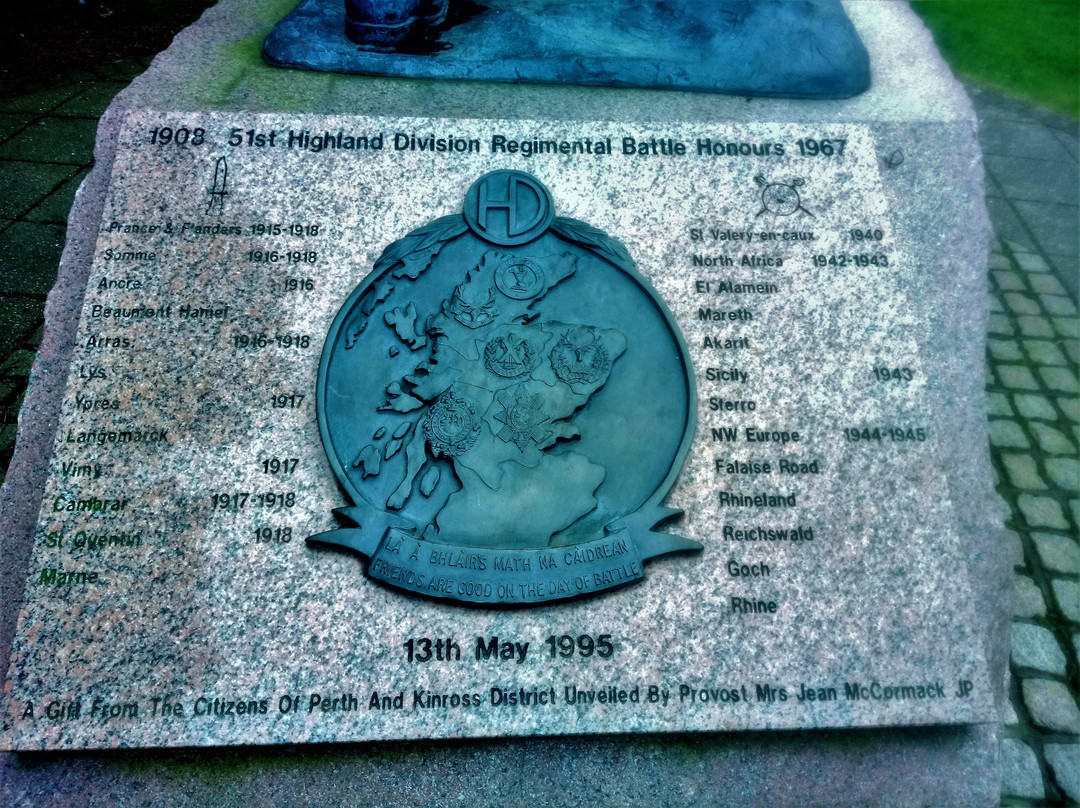 1908 51st Highland Division Regimental Battle Honours 1967
HD
France & Flanders 1915-1918
Somme 1916-1918
Ancre 1916
Beaumont Hamel
Arras 1916-1918
Lys
Ypres 1917
Langemarck
Vimy 1917
Cambrar 1917-1918
St Quentin 1918
Marne
St Valery-en-caux 1940
North Africa 1942-1943
El Alamein
Mareth
Akarit
Sicily 1943
Sferro
NW Europe 1944-1945
Falaise Road
Rhineland
Reichswald
Goch
Rhine
LÀ A BHLÀIR'S MATH NA CÀIRDEAN
FRIENDS ARE GOOD ON THE DAY OF BATTLE
13th May 1995
A Gift From The Citizens Of Perth And Kinross District Unveiled By Provost Mrs Jean McCormack JP